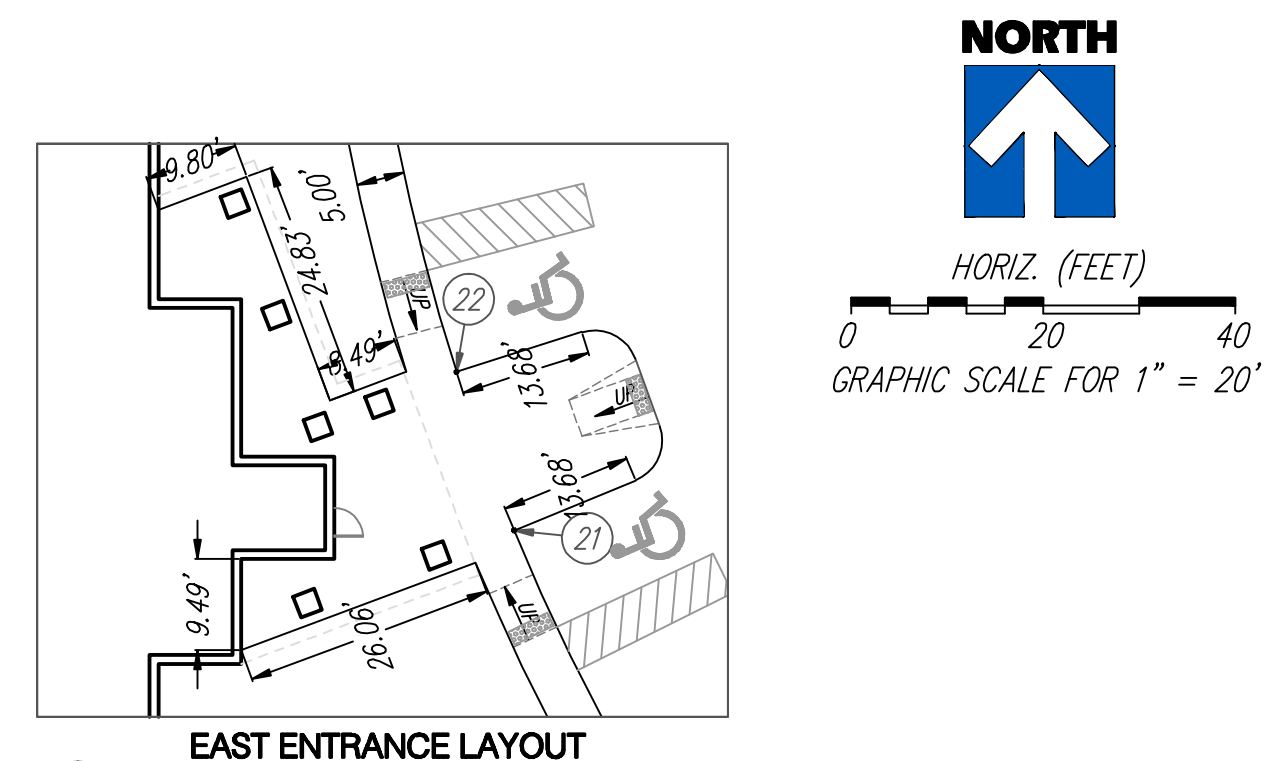 NORTH
9.80'
5.00'
24.83'
HORIZ. (FEET)
UP
22
0 20 40
9.49'
13.68'
GRAPHIC SCALE FOR 1" = 20'
UP
13.68'
21
9.49'
UP
26.06'
EAST ENTRANCE LAYOUT